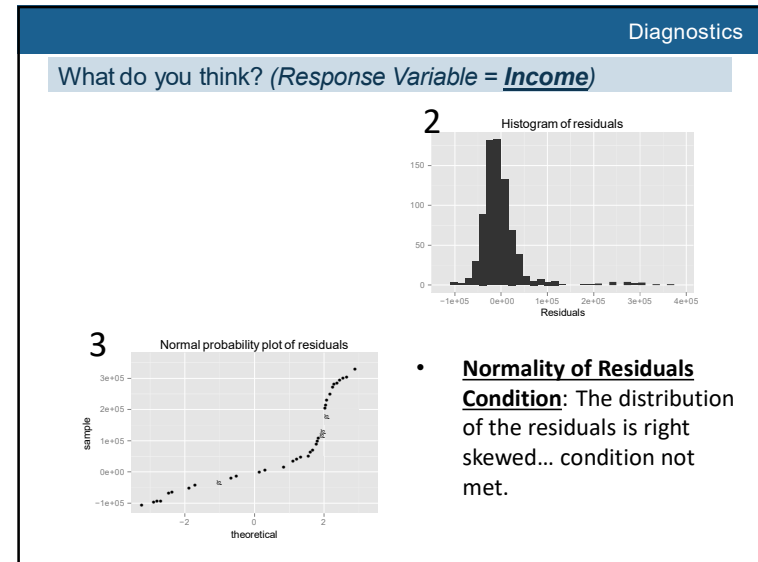 Diagnostics
What do you think? (Response Variable = Income)
2
Histogram of residuals
150
100
50
0
−1e+05 0e+00 1e+05 2e+05 3e+05 4e+05
Residuals
3
Normal probability plot of residuals
3e+05
2e+05
1e+05
0e+00
−1e+05
sample
−2 0 2
theoretical
• Normality of Residuals
Condition: The distribution
of the residuals is right
skewed… condition not
met.